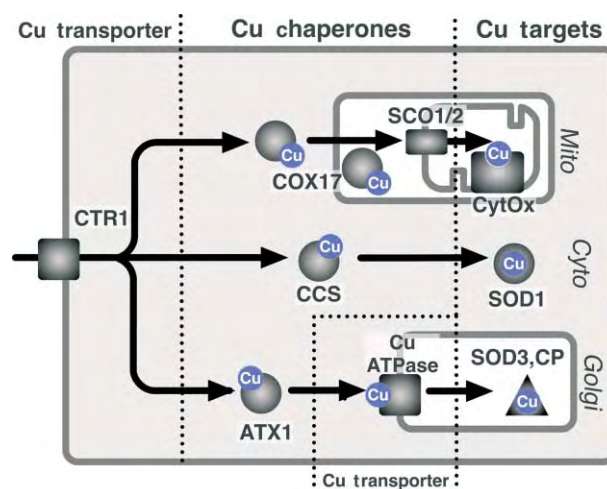 Cu transporter
Cu chaperones
Cu targets
SCO1/2
Cu
Cu
COX17
Cu
CytOx
Mito
CTR1
Cu
CCS
Cu
SOD1
Cyto
Cu
ATX1
Cu
ATPase
Cu
SOD3,CP
Cu
Golgi
Cu transporter